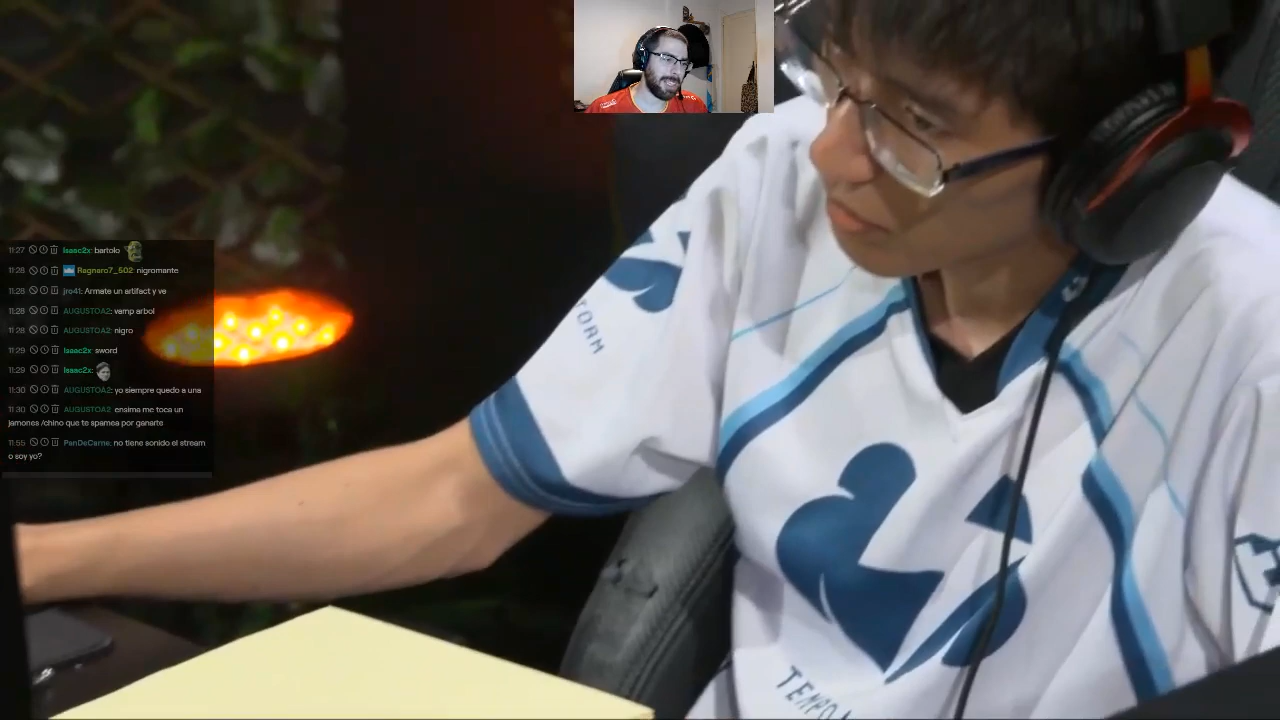 11:27 Isaac2x: bartolo
11:28 Ragnaro7_502: nigromante
11:28 jro41: Armate un artifact y ve
11:28 AUGUSTOA2: vamp arbol
11:28 AUGUSTOA2: nigro
11:29 Isaac2x: sword
11:29 Isaac2x:
11:30 AUGUSTOA2: yo siempre quedo a una
11:30 AUGUSTOA2: ensima me toca un
jamones /chino que te spamea por ganarte
11:55 PanDeCarne: no tiene sonido el stream
o soy yo?
TORM
TEMPO